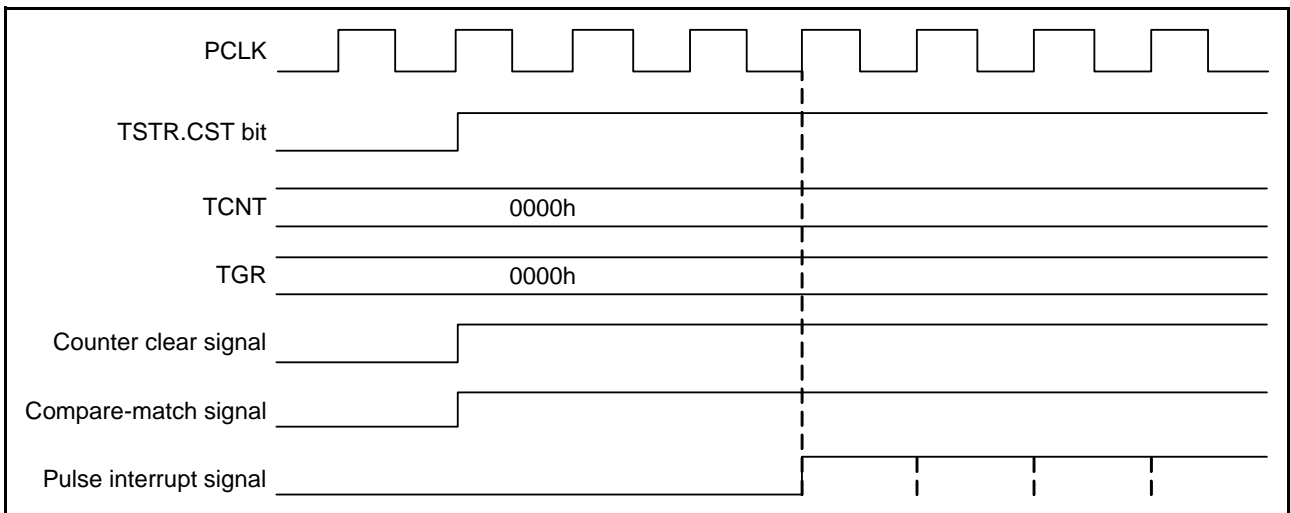 PCLK
TSTR.CST bit
TCNT
0000h
TGR
0000h
Counter clear signal
Compare-match signal
Pulse interrupt signal